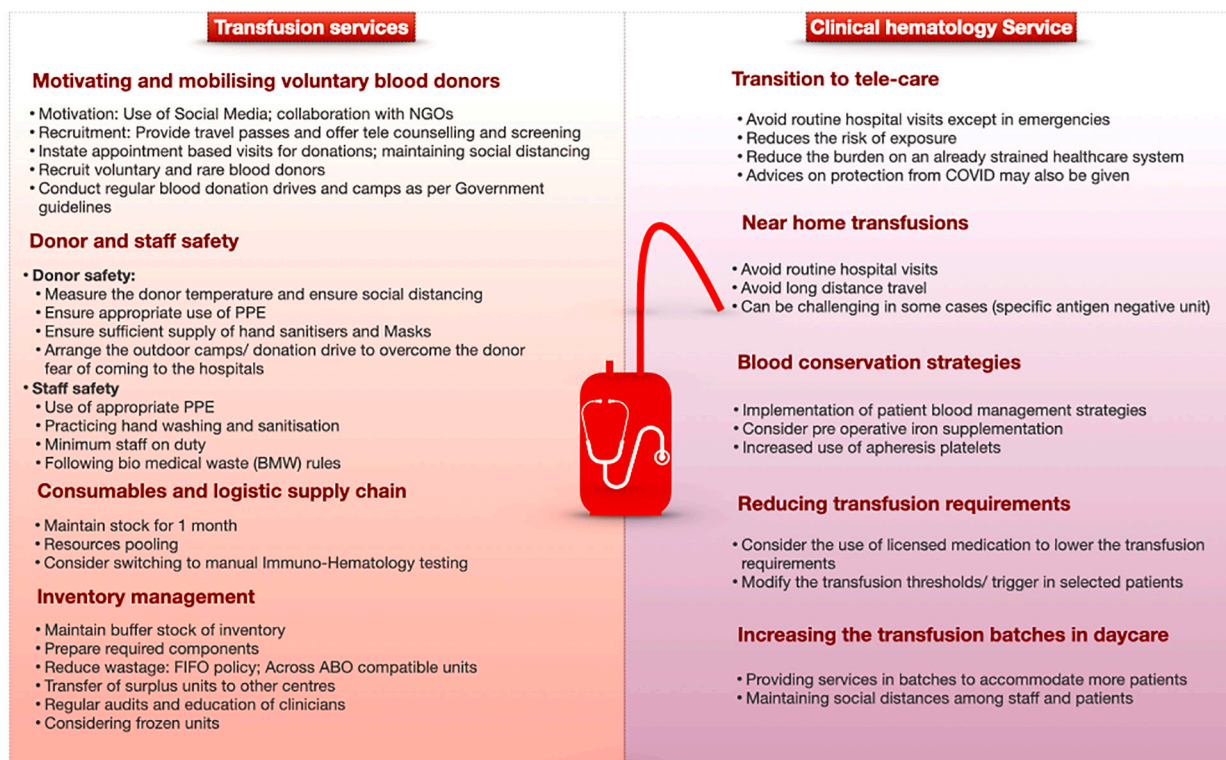 Transfusion services
Motivating and mobilising voluntary blood donors
• Motivation: Use of Social Media; collaboration with NGOs
• Recruitment: Provide travel passes and offer tele counselling and screening
• Instate appointment based visits for donations; maintaining social distancing
• Recruit voluntary and rare blood donors
• Conduct regular blood donation drives and camps as per Government
guidelines
Donor and staff safety
• Donor safety:
• Measure the donor temperature and ensure social distancing
• Ensure appropriate use of PPE
• Ensure sufficient supply of hand sanitisers and Masks
• Arrange the outdoor camps/ donation drive to overcome the donor
fear of coming to the hospitals
• Staff safety
• Use of appropriate PPE
• Practicing hand washing and sanitisation
• Minimum staff on duty
• Following bio medical waste (BMW) rules
Consumables and logistic supply chain
• Maintain stock for 1 month
• Resources pooling
• Consider switching to manual Immuno-Hematology testing
Inventory management
• Maintain buffer stock of inventory
• Prepare required components
• Reduce wastage: FIFO policy; Across ABO compatible units
• Transfer of surplus units to other centres
• Regular audits and education of clinicians
• Considering frozen units
Clinical hematology Service
Transition to tele-care
• Avoid routine hospital visits except in emergencies
• Reduces the risk of exposure
• Reduce the burden on an already strained healthcare system
• Advices on protection from COVID may also be given
Near home transfusions
• Avoid routine hospital visits
• Avoid long distance travel
• Can be challenging in some cases (specific antigen negative unit)
Blood conservation strategies
• Implementation of patient blood management strategies
• Consider pre operative iron supplementation
• Increased use of apheresis platelets
Reducing transfusion requirements
• Consider the use of licensed medication to lower the transfusion
requirements
• Modify the transfusion thresholds/ trigger in selected patients
Increasing the transfusion batches in daycare
• Providing services in batches to accommodate more patients
• Maintaining social distances among staff and patients